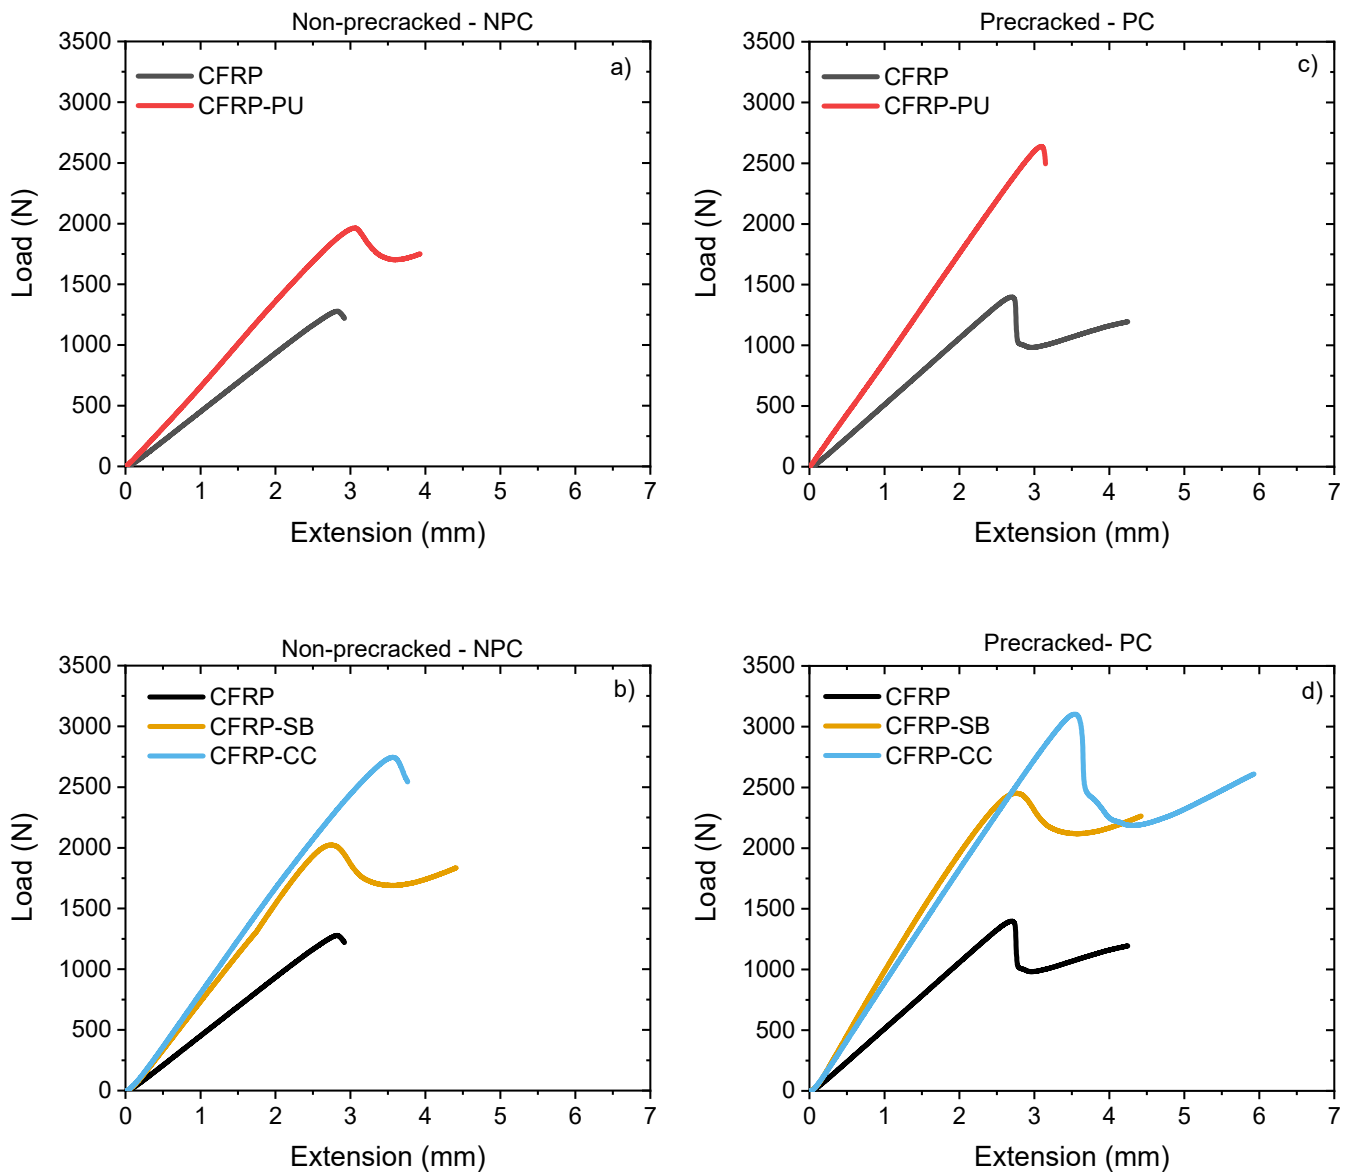 Non-precracked - NPC
a)
CFRP
CFRP-PU
3500
3000
2500
2000
1500
1000
500
0
Load (N)
0 1 2 3 4 5 6 7
Extension (mm)
Precracked - PC
c)
CFRP
CFRP-PU
3500
3000
2500
2000
1500
1000
500
0
Load (N)
0 1 2 3 4 5 6 7
Extension (mm)
Non-precracked - NPC
b)
CFRP
CFRP-SB
CFRP-CC
3500
3000
2500
2000
1500
1000
500
0
Load (N)
0 1 2 3 4 5 6 7
Extension (mm)
Precracked- PC
d)
CFRP
CFRP-SB
CFRP-CC
3500
3000
2500
2000
1500
1000
500
0
Load (N)
0 1 2 3 4 5 6 7
Extension (mm)